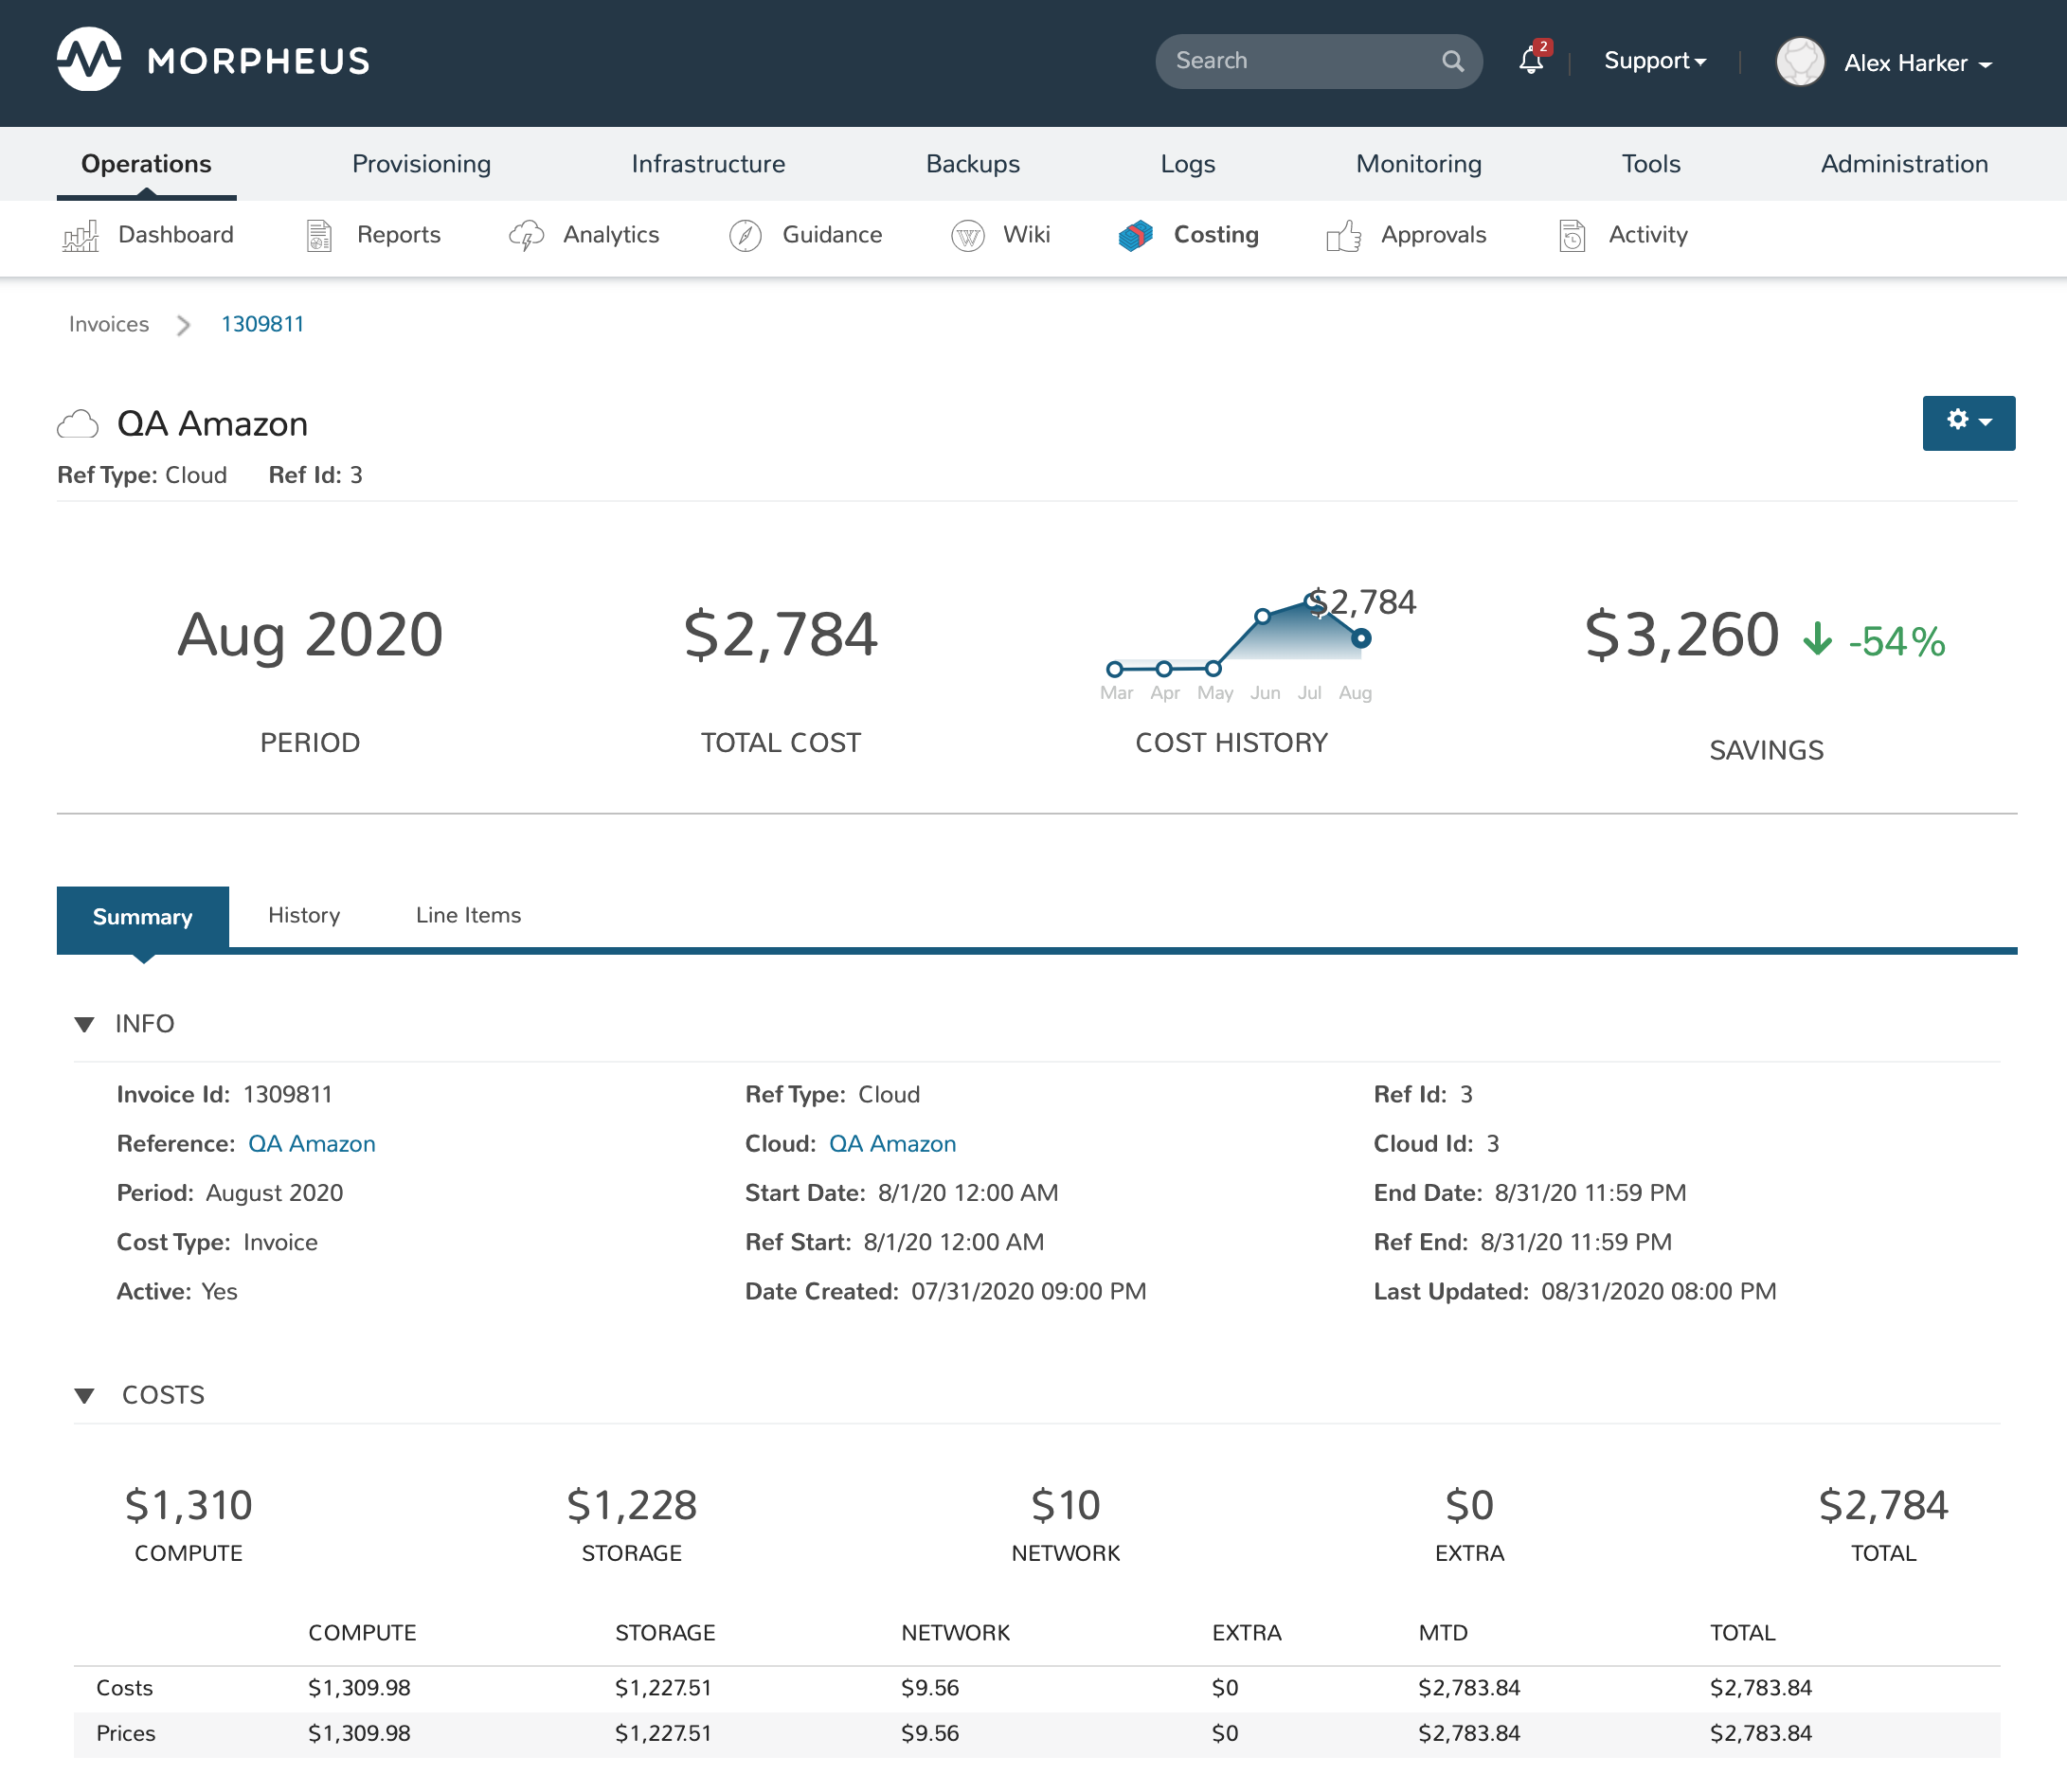 MORPHEUS Search 2 Support Alex Harker
Operations Provisioning Infrastructure Backups Logs Monitoring Tools Administration
Dashboard Reports Analytics Guidance Wiki Costing Approvals Activity
Invoices 1309811
QA Amazon
Ref Type: Cloud Ref Id: 3
Aug 2020
PERIOD
$2,784
TOTAL COST
$2,784
Mar Apr May Jun Jul Aug
COST HISTORY
$3,260 -54%
SAVINGS
Summary History Line Items
INFO
Invoice Id: 1309811 Ref Type: Cloud Ref Id: 3
Reference: QA Amazon Cloud: QA Amazon Cloud Id: 3
Period: August 2020 Start Date: 8/1/20 12:00 AM End Date: 8/31/20 11:59 PM
Cost Type: Invoice Ref Start: 8/1/20 12:00 AM Ref End: 8/31/20 11:59 PM
Active: Yes Date Created: 07/31/2020 09:00 PM Last Updated: 08/31/2020 08:00 PM
COSTS
$1,310 $1,228 $10 $0 $2,784
COMPUTE STORAGE NETWORK EXTRA TOTAL
COMPUTE STORAGE NETWORK EXTRA MTD TOTAL
Costs $1,309.98 $1,227.51 $9.56 $0 $2,783.84 $2,783.84
Prices $1,309.98 $1,227.51 $9.56 $0 $2,783.84 $2,783.84